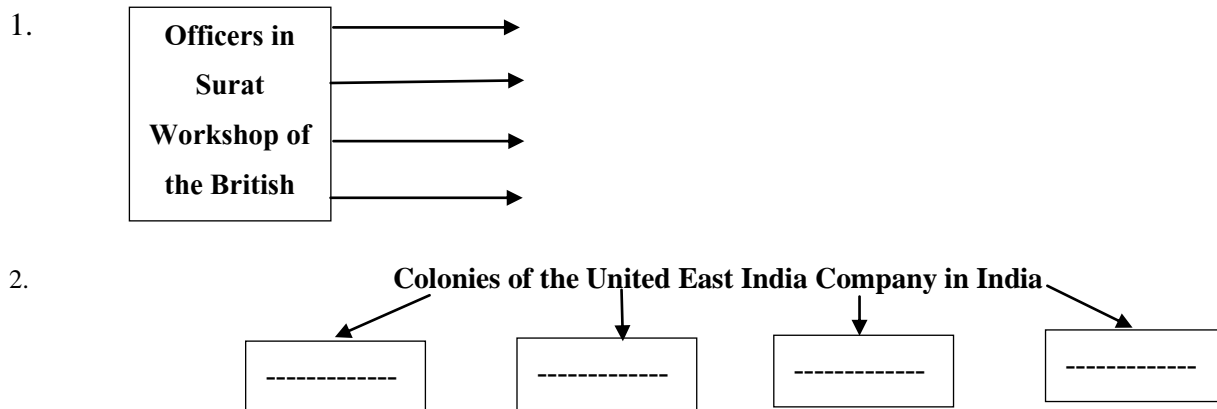 1.
Officers in
Surat
Workshop of
the British
2.
Colonies of the United East India Company in India
-------------
-------------
-------------
-------------